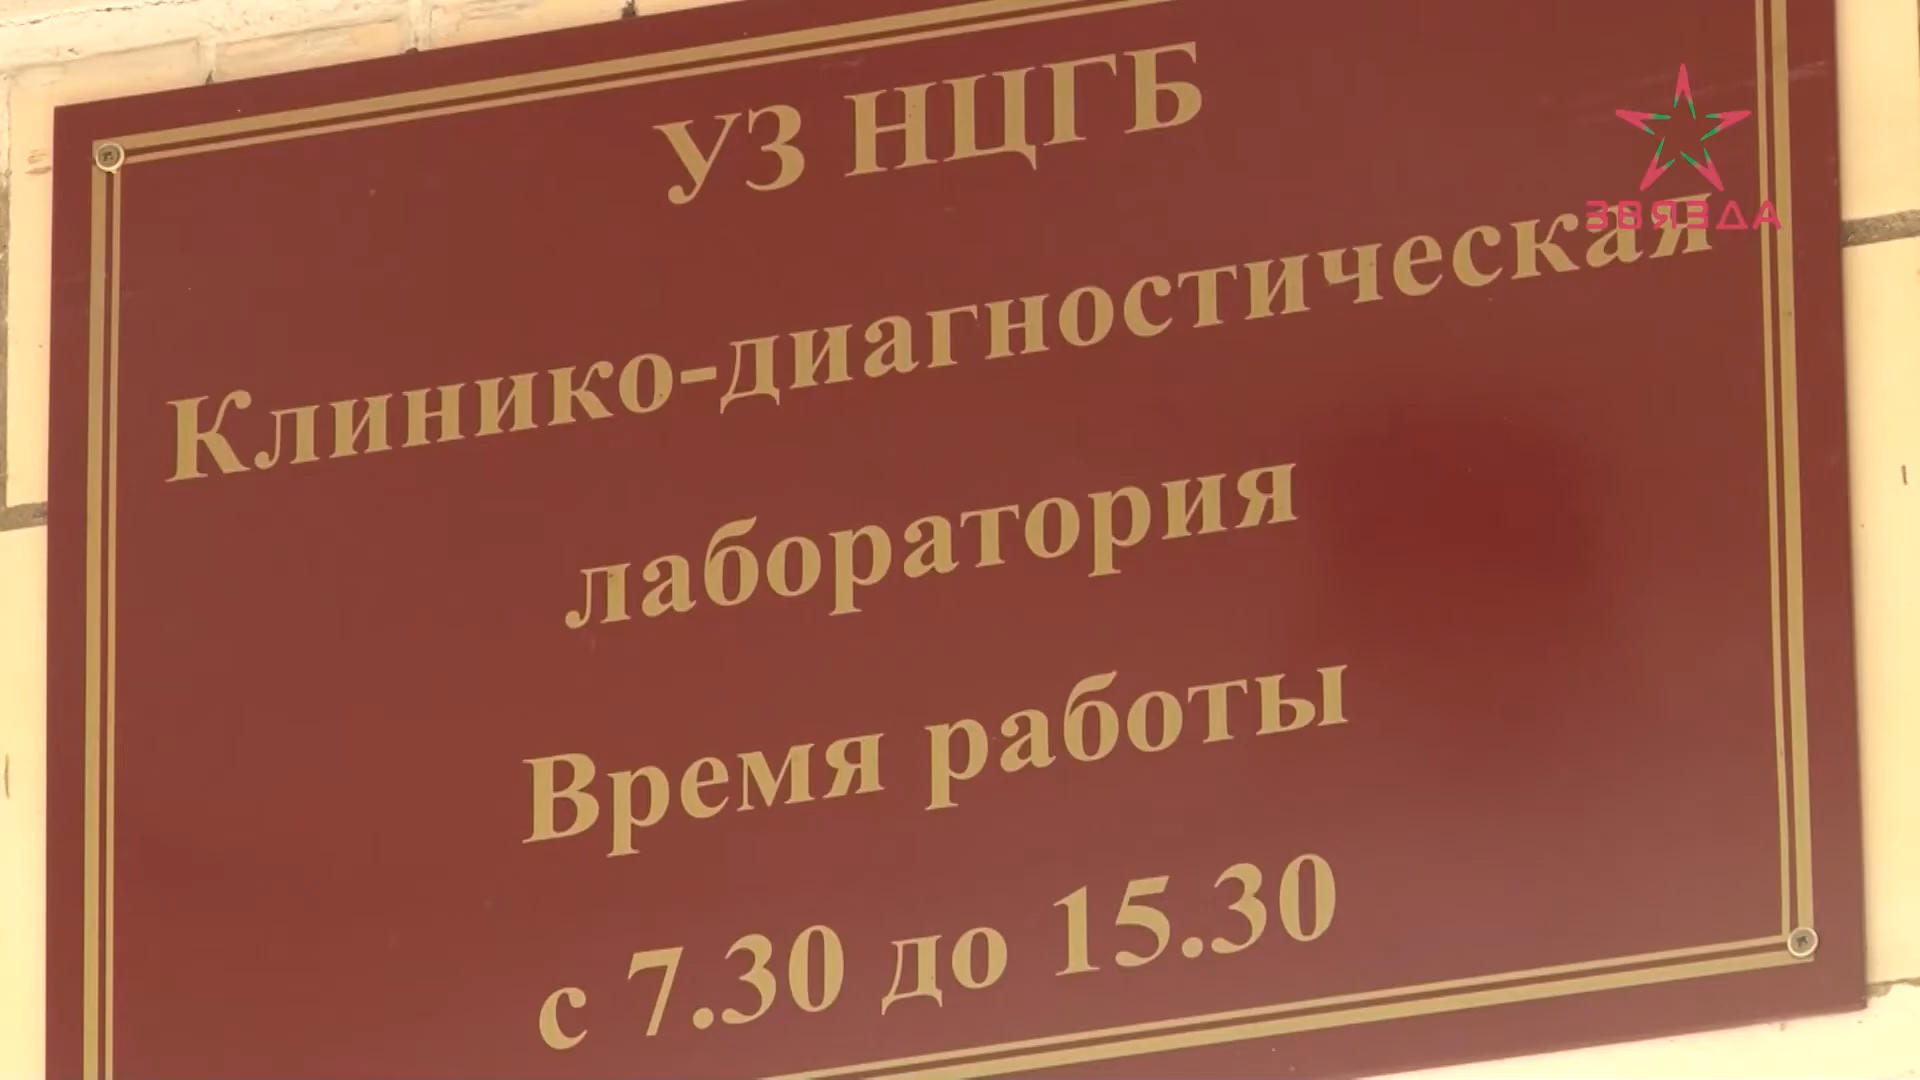 УЗ НЦГБ
ЗВЯЗДА
Клинико-диагностическая
лаборатория
Время работы
с 7.30 до 15.30